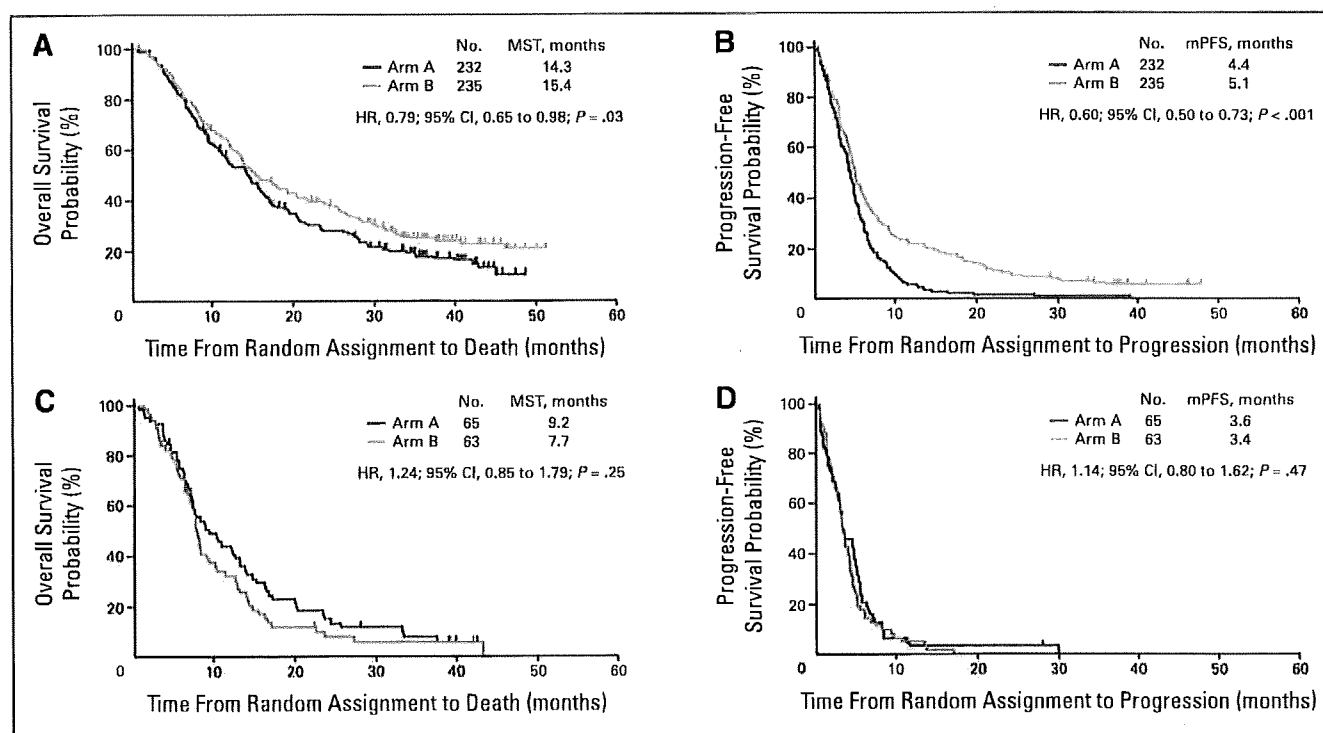 A
No. MST, months
Arm A 232 14.3
Arm B 235 15.4
HR, 0.79; 95% CI, 0.65 to 0.98; P = .03
Overall Survival
Probability (%)
100
80
60
40
20
0 10 20 30 40 50 60
Time From Random Assignment to Death (months)
B
No. mPFS, months
Arm A 232 4.4
Arm B 235 5.1
HR, 0.60; 95% CI, 0.50 to 0.73; P < .001
Progression-Free
Survival Probability (%)
100
80
60
40
20
0 10 20 30 40 50 60
Time From Random Assignment to Progression (months)
C
No. MST, months
Arm A 65 9.2
Arm B 63 7.7
HR, 1.24; 95% CI, 0.85 to 1.79; P = .25
Overall Survival
Probability (%)
100
80
60
40
20
0 10 20 30 40 50 60
Time From Random Assignment to Death (months)
D
No. mPFS, months
Arm A 65 3.6
Arm B 63 3.4
HR, 1.14; 95% CI, 0.80 to 1.62; P = .47
Progression-Free
Survival Probability (%)
100
80
60
40
20
0 10 20 30 40 50 60
Time From Random Assignment to Progression (months)